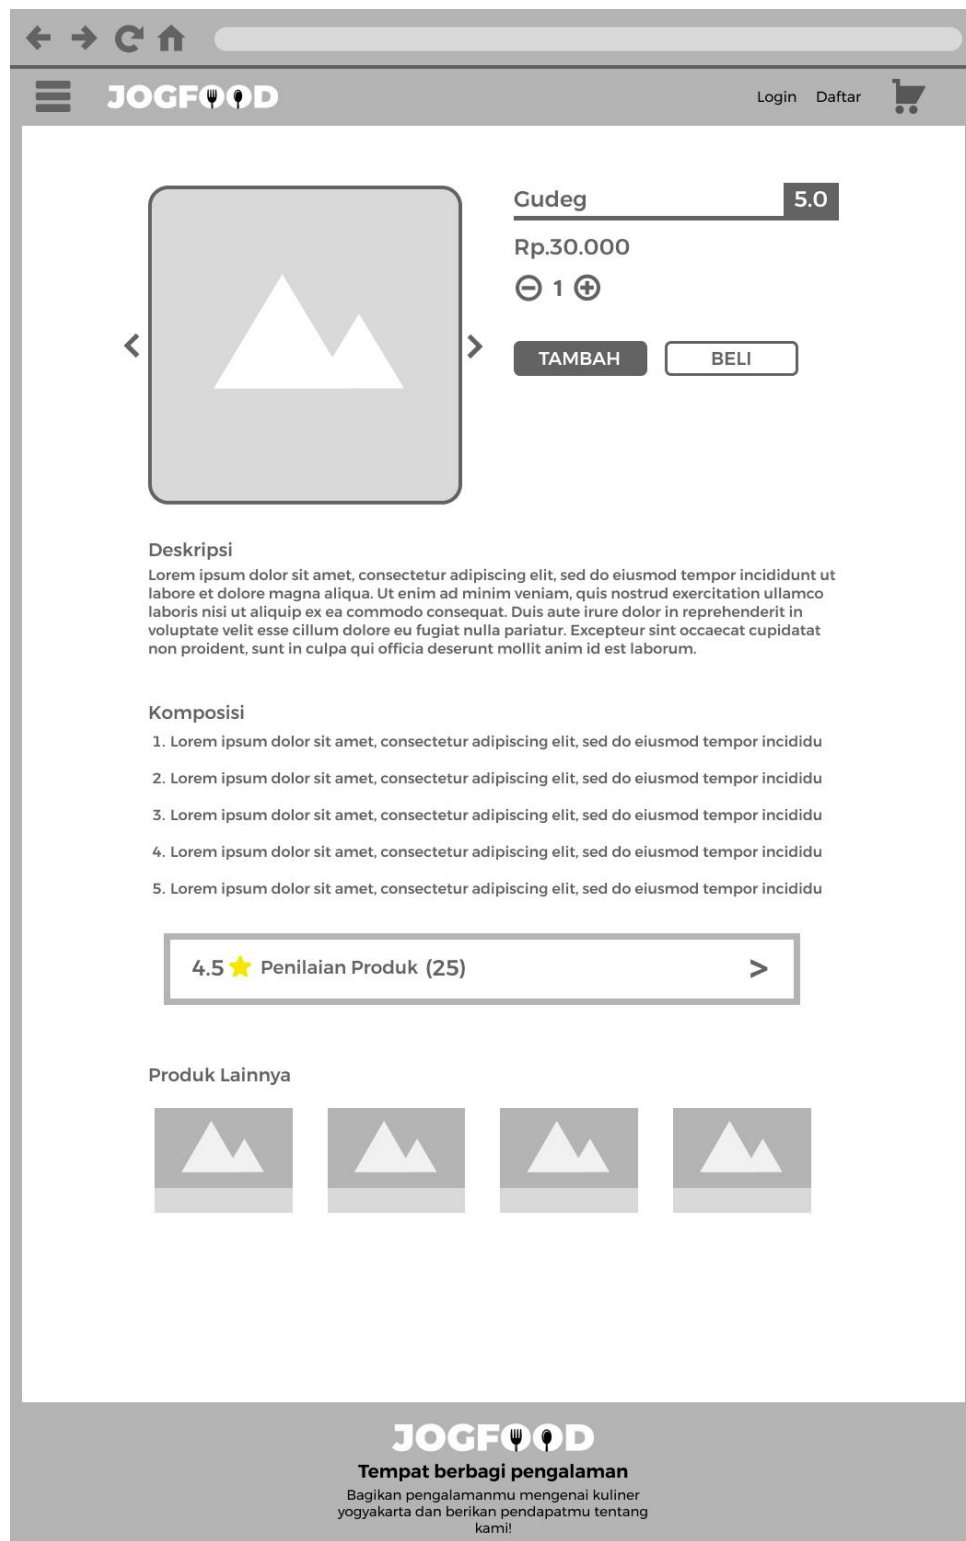 JOGFOOD
Login Daftar
Gudeg 5.0
Rp.30.000
1
TAMBAH BELI
Deskripsi
Lorem ipsum dolor sit amet, consectetur adipiscing elit, sed do eiusmod tempor incididunt ut
labore et dolore magna aliqua. Ut enim ad minim veniam, quis nostrud exercitation ullamco
laboris nisi ut aliquip ex ea commodo consequat. Duis aute irure dolor in reprehenderit in
voluptate velit esse cillum dolore eu fugiat nulla pariatur. Excepteur sint occaecat cupidatat
non proident, sunt in culpa qui officia deserunt mollit anim id est laborum.
Komposisi
1. Lorem ipsum dolor sit amet, consectetur adipiscing elit, sed do eiusmod tempor incididu
2. Lorem ipsum dolor sit amet, consectetur adipiscing elit, sed do eiusmod tempor incididu
3. Lorem ipsum dolor sit amet, consectetur adipiscing elit, sed do eiusmod tempor incididu
4. Lorem ipsum dolor sit amet, consectetur adipiscing elit, sed do eiusmod tempor incididu
5. Lorem ipsum dolor sit amet, consectetur adipiscing elit, sed do eiusmod tempor incididu
4.5 Penilaian Produk (25) >
Produk Lainnya
JOGFOOD
Tempat berbagi pengalaman
Bagikan pengalamanmu mengenai kuliner
yogyakarta dan berikan pendapatmu tentang
kami!